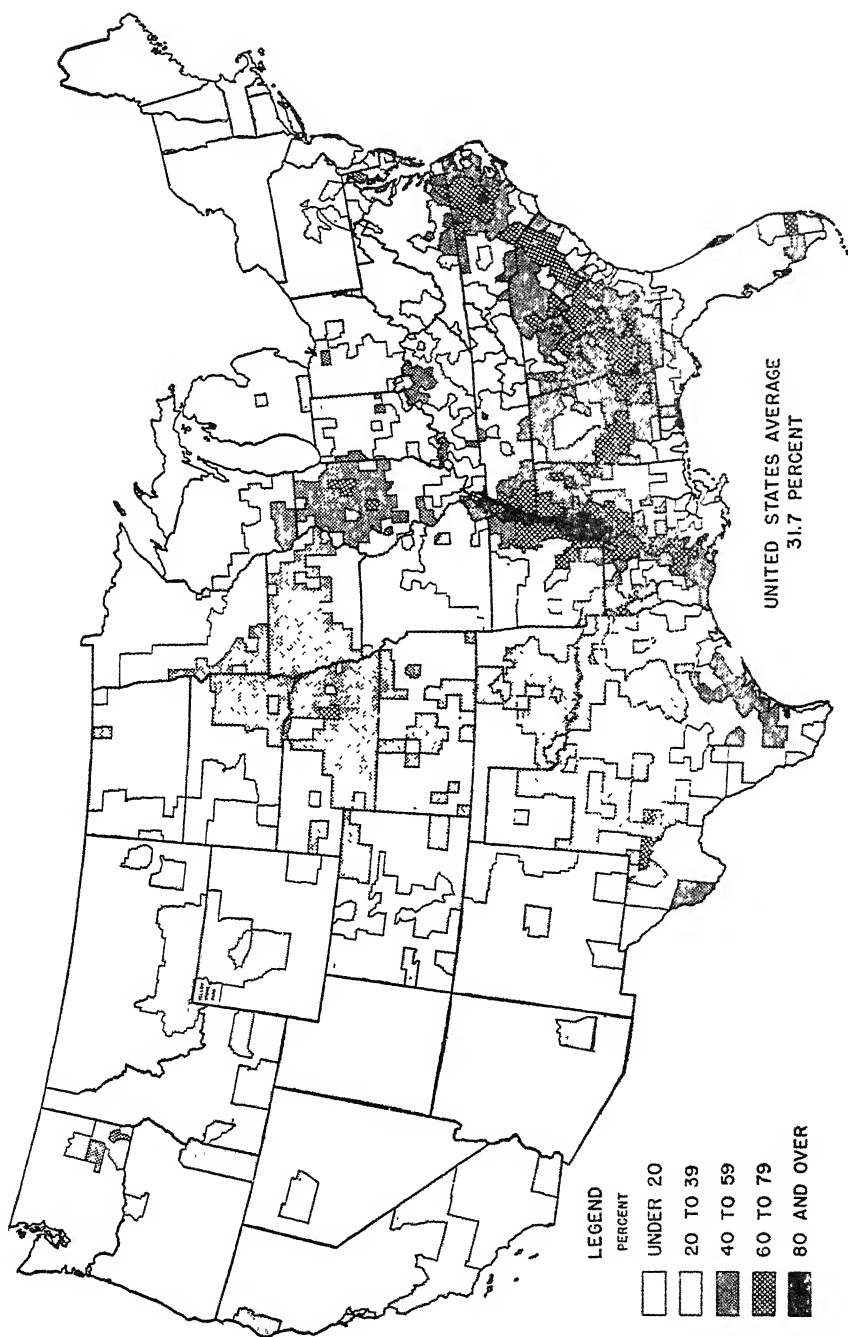 UNITED STATES AVERAGE
31.7 PERCENT
LEGEND
PERCENT
UNDER 20
20 TO 39
40 TO 59
60 TO 79
80 AND OVER